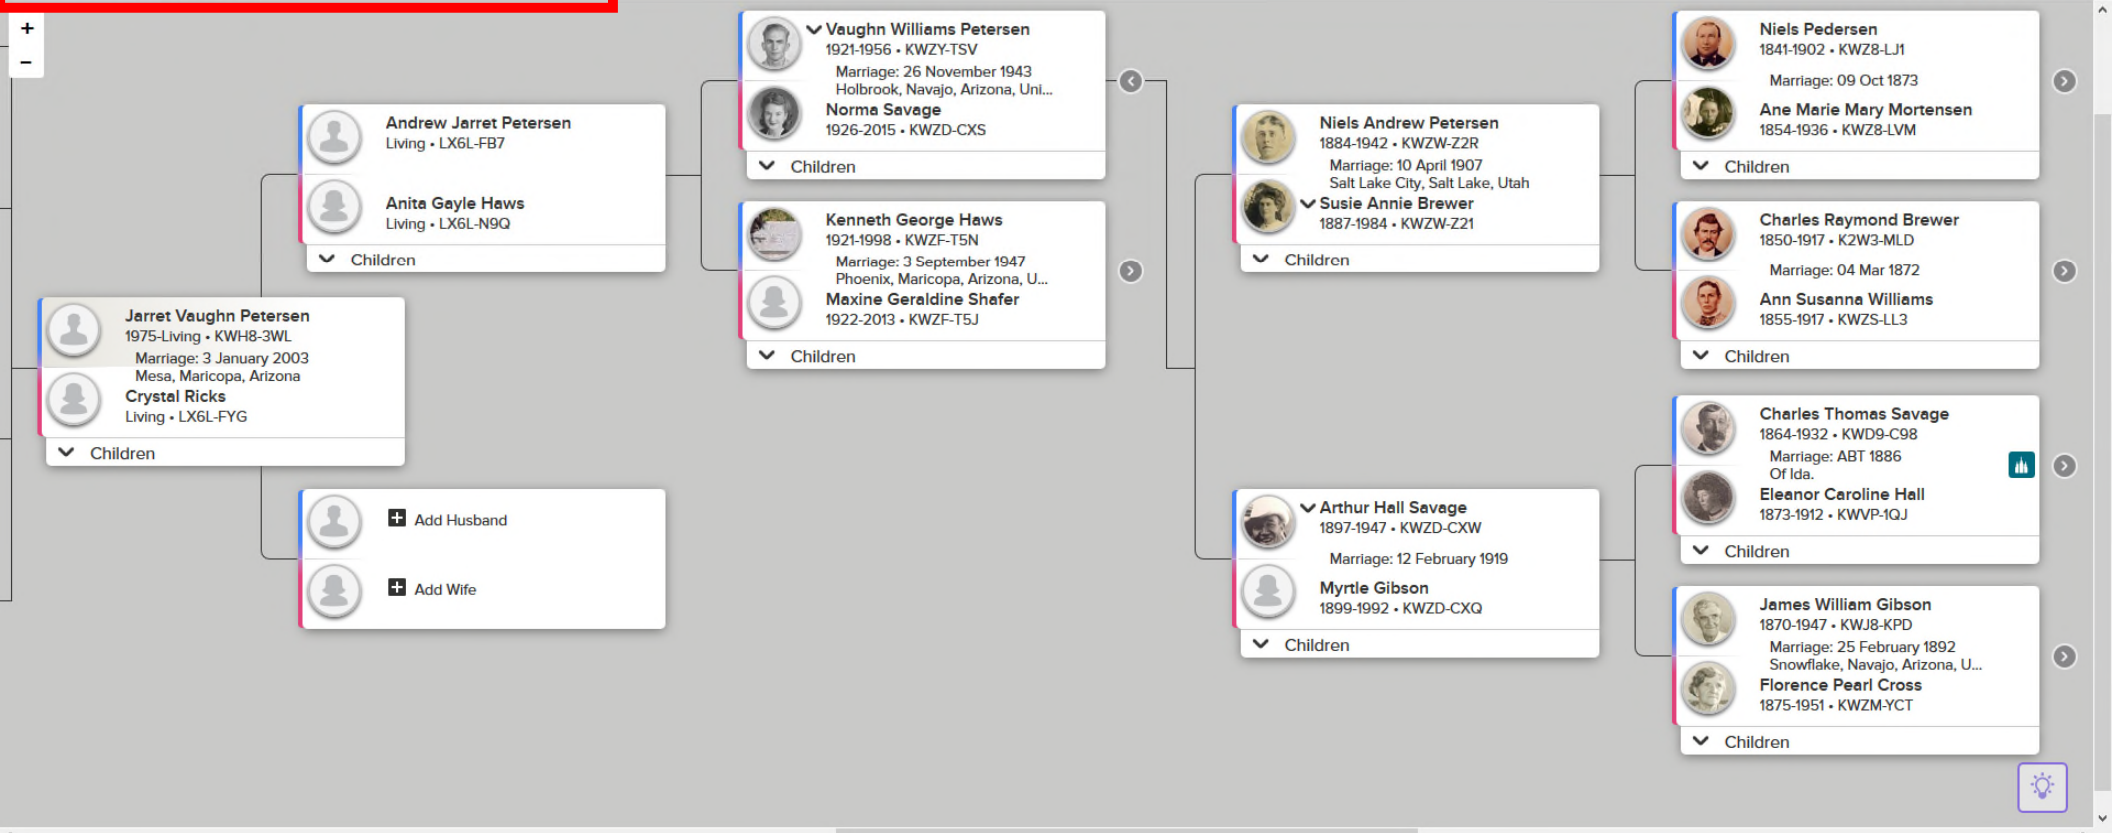 +
−
Jarret Vaughn Petersen
1975-Living • KWH8-3WL
Marriage: 3 January 2003
Mesa, Maricopa, Arizona
Crystal Ricks
Living • LX6L-FYG
Children
Andrew Jarret Petersen
Living • LX6L-FB7
Anita Gayle Haws
Living • LX6L-N9Q
Children
Add Husband
Add Wife
Vaughn Williams Petersen
1921-1956 • KWZY-TSV
Marriage: 26 November 1943
Holbrook, Navajo, Arizona, Uni...
Norma Savage
1926-2015 • KWZD-CXS
Children
Kenneth George Haws
1921-1998 • KWZF-T5N
Marriage: 3 September 1947
Phoenix, Maricopa, Arizona, U...
Maxine Geraldine Shafer
1922-2013 • KWZF-T5J
Children
Niels Andrew Petersen
1884-1942 • KWZW-Z2R
Marriage: 10 April 1907
Salt Lake City, Salt Lake, Utah
Susie Annie Brewer
1887-1984 • KWZW-Z21
Children
Arthur Hall Savage
1897-1947 • KWZD-CXW
Marriage: 12 February 1919
Myrtle Gibson
1899-1992 • KWZD-CXQ
Children
Niels Pedersen
1841-1902 • KWZ8-LJ1
Marriage: 09 Oct 1873
Ane Marie Mary Mortensen
1854-1936 • KWZ8-LVM
Children
Charles Raymond Brewer
1850-1917 • K2W3-MLD
Marriage: 04 Mar 1872
Ann Susanna Williams
1855-1917 • KWZS-LL3
Children
Charles Thomas Savage
1864-1932 • KWD9-C98
Marriage: ABT 1886
Of Ida.
Eleanor Caroline Hall
1873-1912 • KWVP-1QJ
Children
James William Gibson
1870-1947 • KWJ8-KPD
Marriage: 25 February 1892
Snowflake, Navajo, Arizona, U...
Florence Pearl Cross
1875-1951 • KWZM-YCT
Children